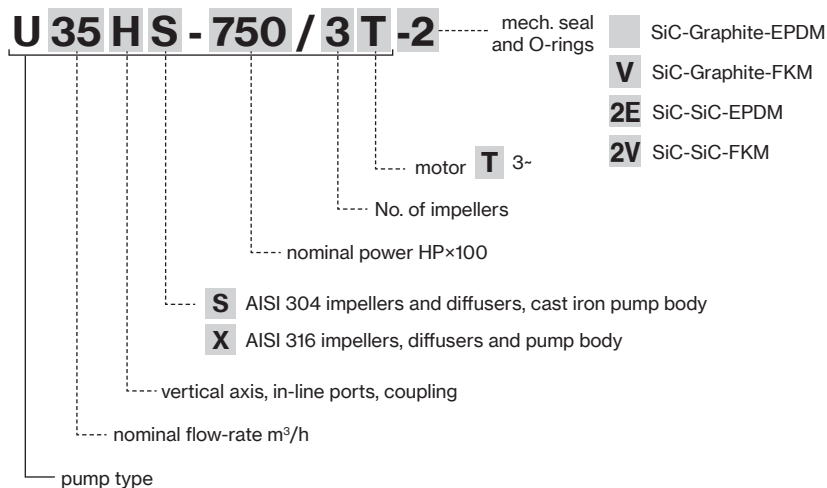 U 35 H S - 750 / 3 T -2
mech. seal
and O-rings
SiC-Graphite-EPDM
V SiC-Graphite-FKM
2E SiC-SiC-EPDM
2V SiC-SiC-FKM
motor T 3~
No. of impellers
nominal power HP×100
S AISI 304 impellers and diffusers, cast iron pump body
X AISI 316 impellers, diffusers and pump body
vertical axis, in-line ports, coupling
nominal flow-rate m³/h
pump type